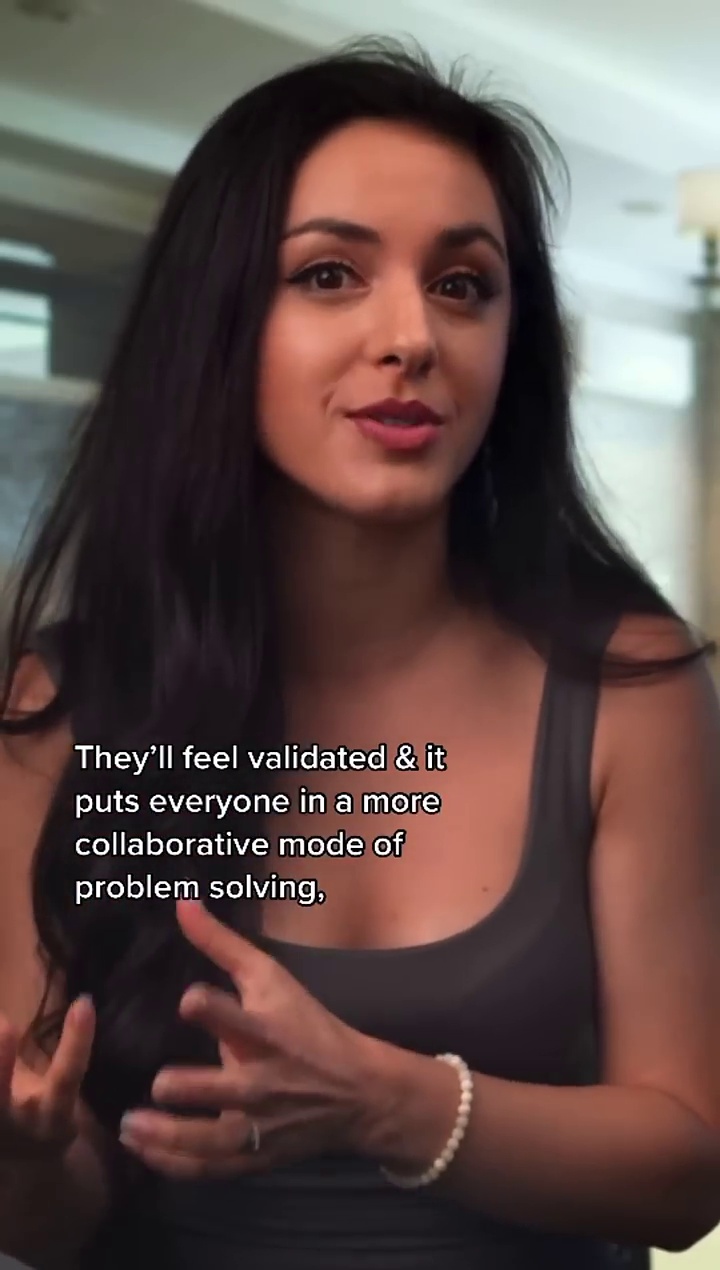 They’ll feel validated & it
puts everyone in a more
collaborative mode of
problem solving,